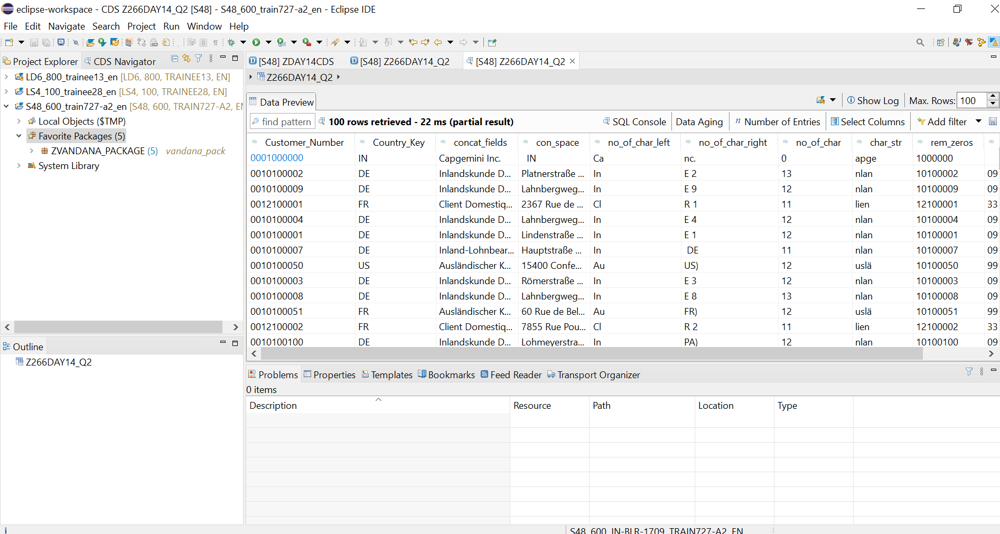 eclipse-workspace - CDS Z266DAY14_Q2 [S48] - S48_600_train727-a2_en - Eclipse IDE
File Edit Navigate Search Project Run Window Help
Project Explorer CDS Navigator
LD6_800_trainee13_en [LD6, 800, TRAINEE13, EN]
LS4_100_trainee28_en [LS4, 100, TRAINEE28, EN]
S48_600_train727-a2_en [S48, 600, TRAIN727-A2, EN
Local Objects ($TMP)
Favorite Packages (5)
ZVANDANA_PACKAGE (5) vandana_pack
System Library
Outline
Z266DAY14_Q2
[S48] ZDAY14CDS [S48] Z266DAY14_Q2 [S48] Z266DAY14_Q2
Z266DAY14_Q2
Data Preview Show Log Max. Rows: 100
find pattern 100 rows retrieved - 22 ms (partial result) SQL Console Data Aging n Number of Entries Select Columns Add filter
Customer_Number Country_Key concat_fields con_space no_of_char_left no_of_char_right no_of_char char_str rem_zeros
0001000000 IN Capgemini Inc. IN Ca nc. 0 apge 1000000
0010100002 DE Inlandskunde D... Platnerstraße ... In E 2 13 nlan 10100002 09
0010100009 DE Inlandskunde D... Lahnbergweg... In E 9 12 nlan 10100009 09
0012100001 FR Client Domestiq... 2367 Rue de ... Cl R 1 11 lien 12100001 33
0010100004 DE Inlandskunde D... Lahnbergweg... In E 4 12 nlan 10100004 09
0010100001 DE Inlandskunde D... Lindenstraße ... In E 1 12 nlan 10100001 09
0010100007 DE Inland-Lohnbear... Hauptstraße ... In DE 11 nlan 10100007 09
0010100050 US Ausländischer K... 15400 Confe... Au US) 12 uslä 10100050 99
0010100003 DE Inlandskunde D... Römerstraße ... In E 3 12 nlan 10100003 09
0010100008 DE Inlandskunde D... Lahnbergweg... In E 8 13 nlan 10100008 09
0010100051 FR Ausländischer K... 60 Rue de Bel... Au FR) 12 uslä 10100051 99
0012100002 FR Client Domestiq... 7855 Rue Pou... Cl R 2 11 lien 12100002 33
0010100100 DE Inlandskunde D... Lohmeyerstra... In PA) 12 nlan 10100100 09
Problems Properties Templates Bookmarks Feed Reader Transport Organizer
0 items
Description Resource Path Location Type
S48_600_IN-BLR-1709_TRAIN727-A2_EN